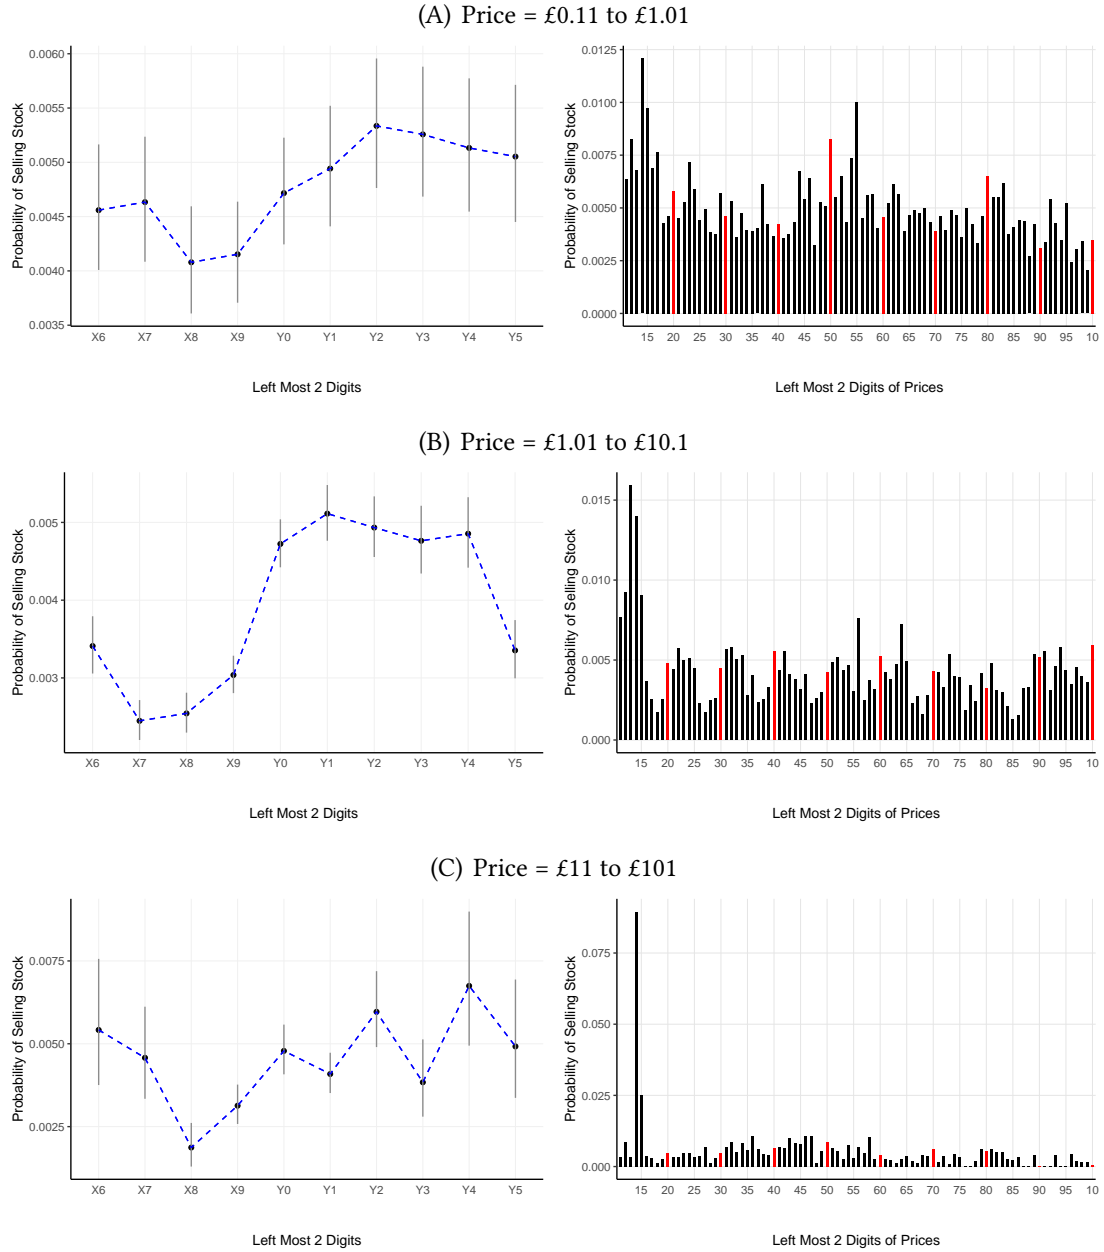 (A) Price = £0.11 to £1.01
Probability of Selling Stock
0.0060
0.0055
0.0050
0.0045
0.0040
0.0035
X6 X7 X8 X9 Y0 Y1 Y2 Y3 Y4 Y5
Left Most 2 Digits
Probability of Selling Stock
0.0125
0.0100
0.0075
0.0050
0.0025
0.0000
15 20 25 30 35 40 45 50 55 60 65 70 75 80 85 90 95 10
Left Most 2 Digits of Prices
(B) Price = £1.01 to £10.1
Probability of Selling Stock
0.005
0.004
0.003
X6 X7 X8 X9 Y0 Y1 Y2 Y3 Y4 Y5
Left Most 2 Digits
Probability of Selling Stock
0.015
0.010
0.005
0.000
15 20 25 30 35 40 45 50 55 60 65 70 75 80 85 90 95 10
Left Most 2 Digits of Prices
(C) Price = £11 to £101
Probability of Selling Stock
0.0075
0.0050
0.0025
X6 X7 X8 X9 Y0 Y1 Y2 Y3 Y4 Y5
Left Most 2 Digits
Probability of Selling Stock
0.075
0.050
0.025
0.000
15 20 25 30 35 40 45 50 55 60 65 70 75 80 85 90 95 10
Left Most 2 Digits of Prices